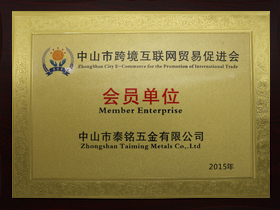 中山市跨境互联网贸易促进会
Zhongshan City E-Commerce for the Promotion of International Trade
会员单位
Member Enterprise
中山市泰铭五金有限公司
Zhongshan Taiming Metals Co.,Ltd
2015年